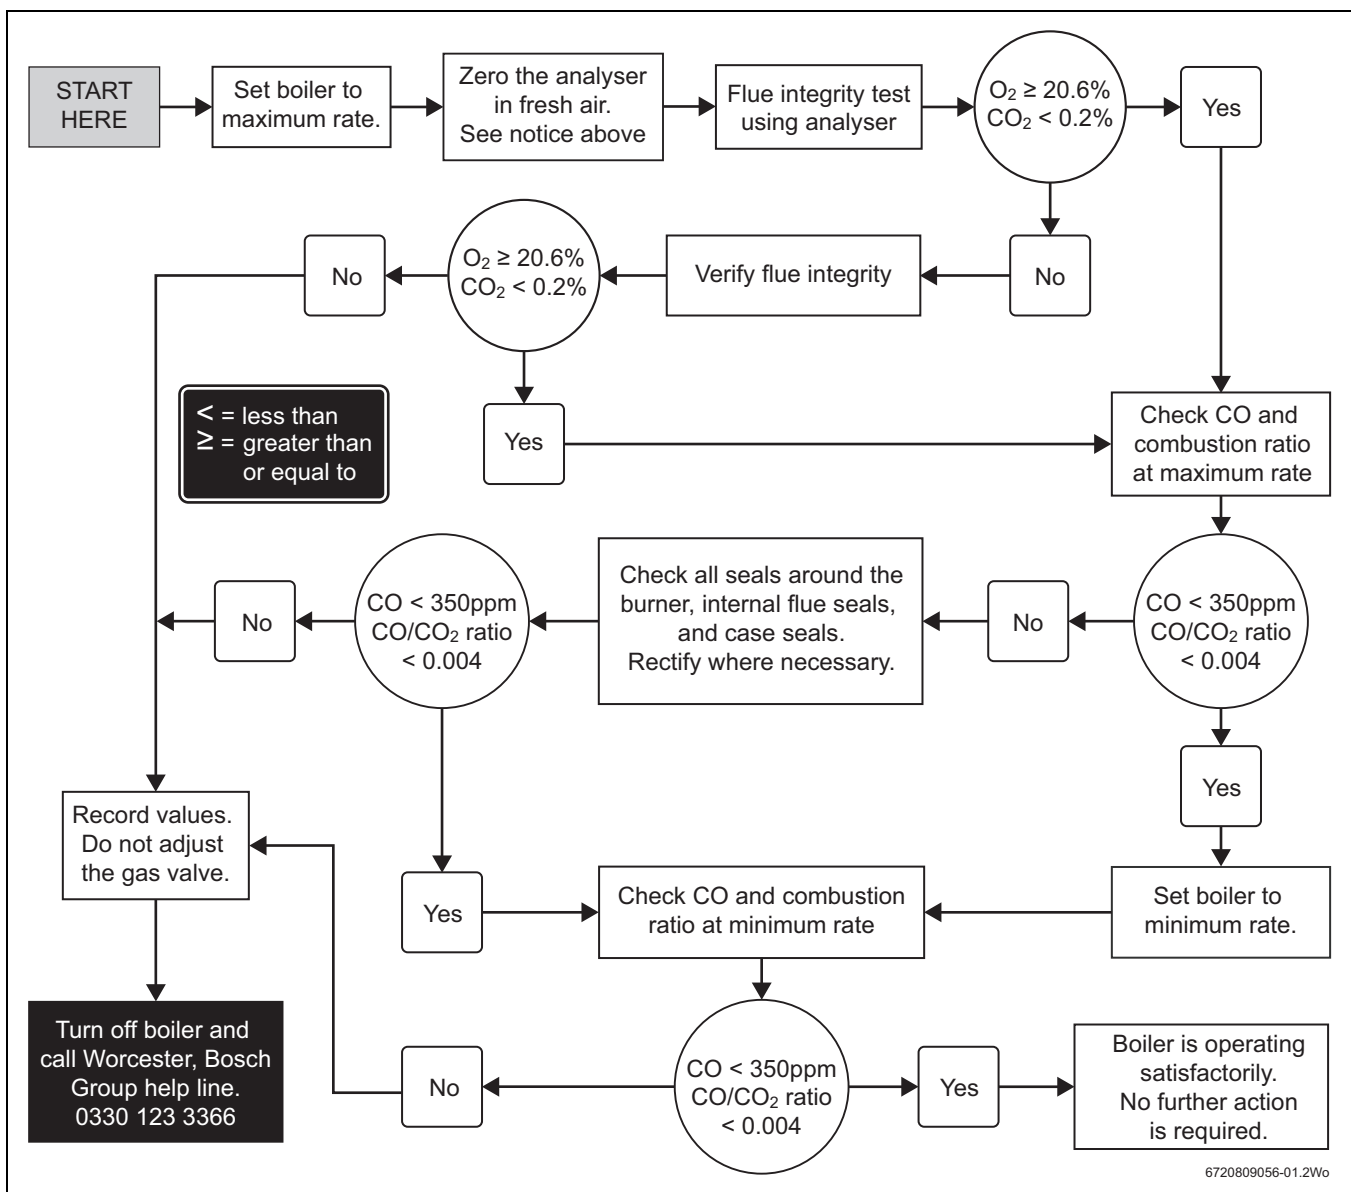 START
HERE
Set boiler to
maximum rate.
Zero the analyser
in fresh air.
See notice above
Flue integrity test
using analyser
O₂ ≥ 20.6%
CO₂ < 0.2%
Yes
No
Verify flue integrity
O₂ ≥ 20.6%
CO₂ < 0.2%
No
Yes
< = less than
≥ = greater than
or equal to
Check CO and
combustion ratio
at maximum rate
CO < 350ppm
CO/CO₂ ratio
< 0.004
No
Check all seals around the
burner, internal flue seals,
and case seals.
Rectify where necessary.
CO < 350ppm
CO/CO₂ ratio
< 0.004
No
Yes
Yes
Set boiler to
minimum rate.
Check CO and combustion
ratio at minimum rate
CO < 350ppm
CO/CO₂ ratio
< 0.004
No
Yes
Boiler is operating
satisfactorily.
No further action
is required.
Record values.
Do not adjust
the gas valve.
Turn off boiler and
call Worcester, Bosch
Group help line.
0330 123 3366
6720809056-01.2Wo